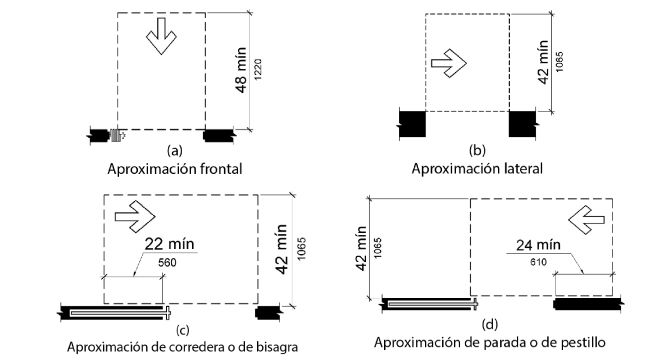 48 mín
1220
(a)
Aproximación frontal
42 mín
1065
(b)
Aproximación lateral
22 mín
560
42 mín
1065
(c)
Aproximación de corredera o de bisagra
42 mín
1065
24 mín
610
(d)
Aproximación de parada o de pestillo